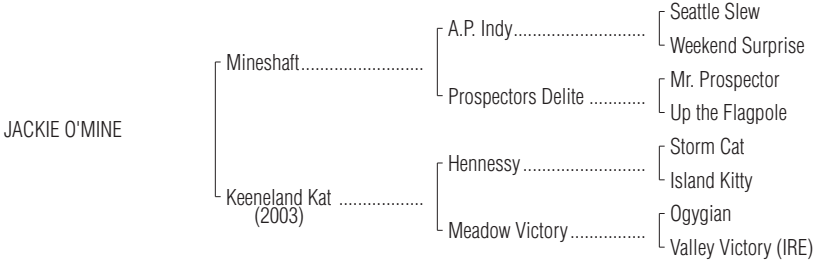 Seattle Slew
A.P. Indy..........................
Weekend Surprise
Mineshaft........................
Mr. Prospector
Prospectors Delite ...........
Up the Flagpole
JACKIE O'MINE
Storm Cat
Hennessy........................
Island Kitty
Keeneland Kat .................
(2003)
Ogygian
Meadow Victory...............
Valley Victory (IRE)